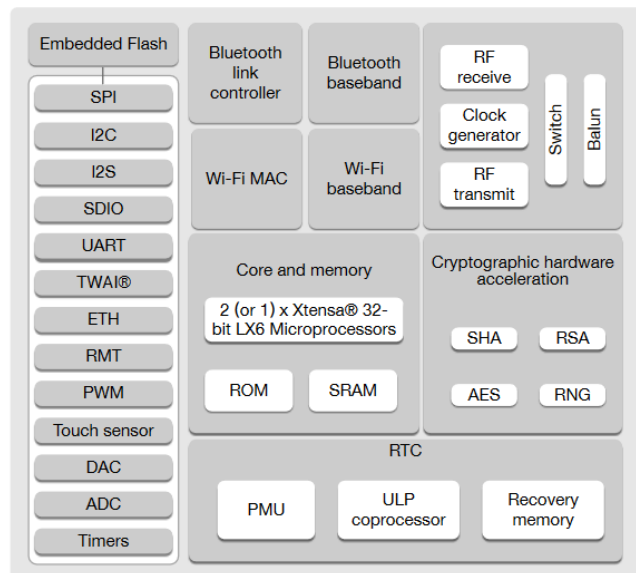 Embedded Flash
SPI
I2C
I2S
SDIO
UART
TWAI®
ETH
RMT
PWM
Touch sensor
DAC
ADC
Timers
Bluetooth
link
controller
Bluetooth
baseband
Wi-Fi MAC
Wi-Fi
baseband
RF
receive
Clock
generator
RF
transmit
Switch
Balun
Core and memory
2 (or 1) x Xtensa® 32-
bit LX6 Microprocessors
ROM
SRAM
Cryptographic hardware
acceleration
SHA
RSA
AES
RNG
RTC
PMU
ULP
coprocessor
Recovery
memory